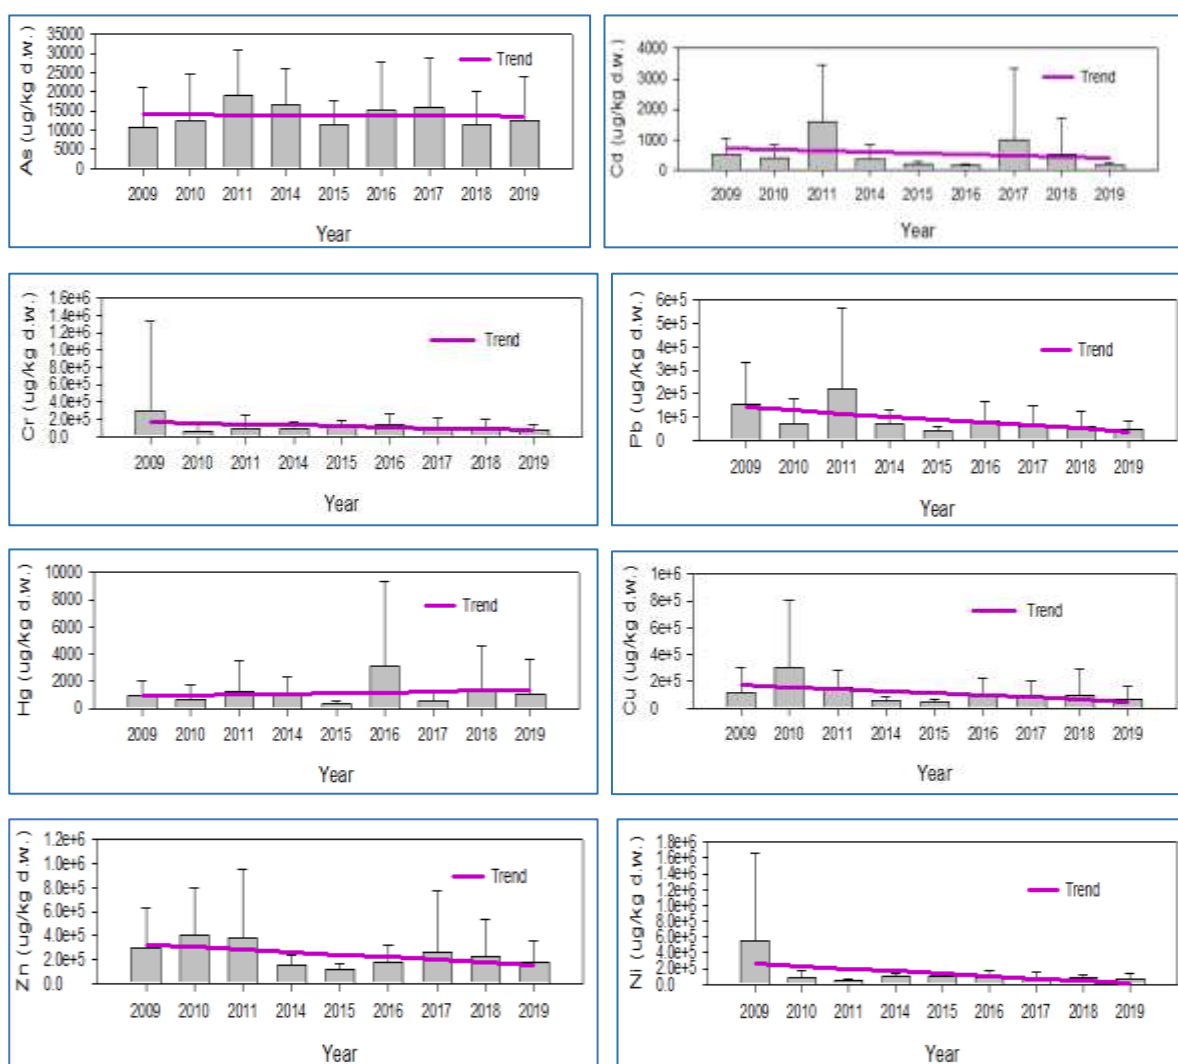 As (ug/kg d.w.)
35000
30000
25000
20000
15000
10000
5000
0
Trend
2009 2010 2011 2014 2015 2016 2017 2018 2019
Year
Cd (ug/kg d.w.)
4000
3000
2000
1000
0
Trend
2009 2010 2011 2014 2015 2016 2017 2018 2019
Year
Cr (ug/kg d.w.)
1.6e+6
1.4e+6
1.2e+6
1.0e+6
8.0e+5
6.0e+5
4.0e+5
2.0e+5
0.0
Trend
2009 2010 2011 2014 2015 2016 2017 2018 2019
Year
Pb (ug/kg d.w.)
6e+5
5e+5
4e+5
3e+5
2e+5
1e+5
0
Trend
2009 2010 2011 2014 2015 2016 2017 2018 2019
Year
Hg (ug/kg d.w.)
10000
8000
6000
4000
2000
0
Trend
2009 2010 2011 2014 2015 2016 2017 2018 2019
Year
Cu (ug/kg d.w.)
1e+6
8e+5
6e+5
4e+5
2e+5
0
Trend
2009 2010 2011 2014 2015 2016 2017 2018 2019
Year
Zn (ug/kg d.w.)
1.2e+6
1.0e+6
8.0e+5
6.0e+5
4.0e+5
2.0e+5
0.0
Trend
2009 2010 2011 2014 2015 2016 2017 2018 2019
Year
Ni (ug/kg d.w.)
1.8e+6
1.6e+6
1.4e+6
1.2e+6
1.0e+6
8.0e+5
6.0e+5
4.0e+5
2.0e+5
0.0
Trend
2009 2010 2011 2014 2015 2016 2017 2018 2019
Year